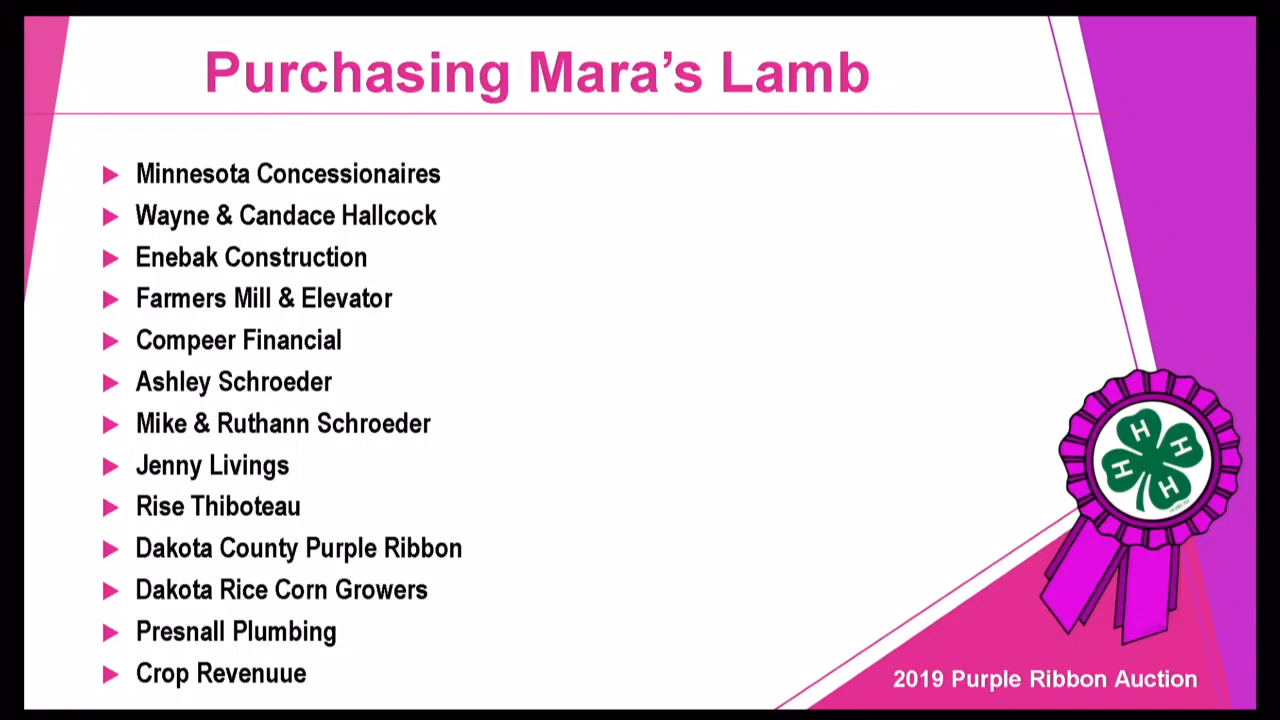 Purchasing Mara's Lamb
Minnesota Concessionaires
Wayne & Candace Hallcock
Enebak Construction
Farmers Mill & Elevator
Compeer Financial
Ashley Schroeder
Mike & Ruthann Schroeder
Jenny Livings
Rise Thiboteau
Dakota County Purple Ribbon
Dakota Rice Corn Growers
Presnall Plumbing
Crop Revenuue
H H
H H
2019 Purple Ribbon Auction